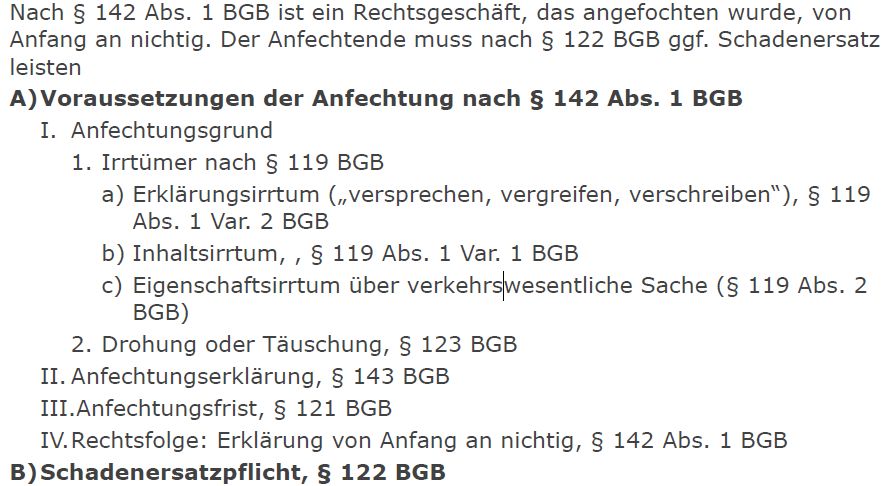 Nach § 142 Abs. 1 BGB ist ein Rechtsgeschäft, das angefochten wurde, von
Anfang an nichtig. Der Anfechtende muss nach § 122 BGB ggf. Schadenersatz
leisten
A) Voraussetzungen der Anfechtung nach § 142 Abs. 1 BGB
I. Anfechtungsgrund
1. Irrtümer nach § 119 BGB
a) Erklärungsirrtum („versprechen, vergreifen, verschreiben“), § 119
Abs. 1 Var. 2 BGB
b) Inhaltsirrtum, , § 119 Abs. 1 Var. 1 BGB
c) Eigenschaftsirrtum über verkehrswesentliche Sache (§ 119 Abs. 2
BGB)
2. Drohung oder Täuschung, § 123 BGB
II. Anfechtungserklärung, § 143 BGB
III.Anfechtungsfrist, § 121 BGB
IV. Rechtsfolge: Erklärung von Anfang an nichtig, § 142 Abs. 1 BGB
B) Schadenersatzpflicht, § 122 BGB